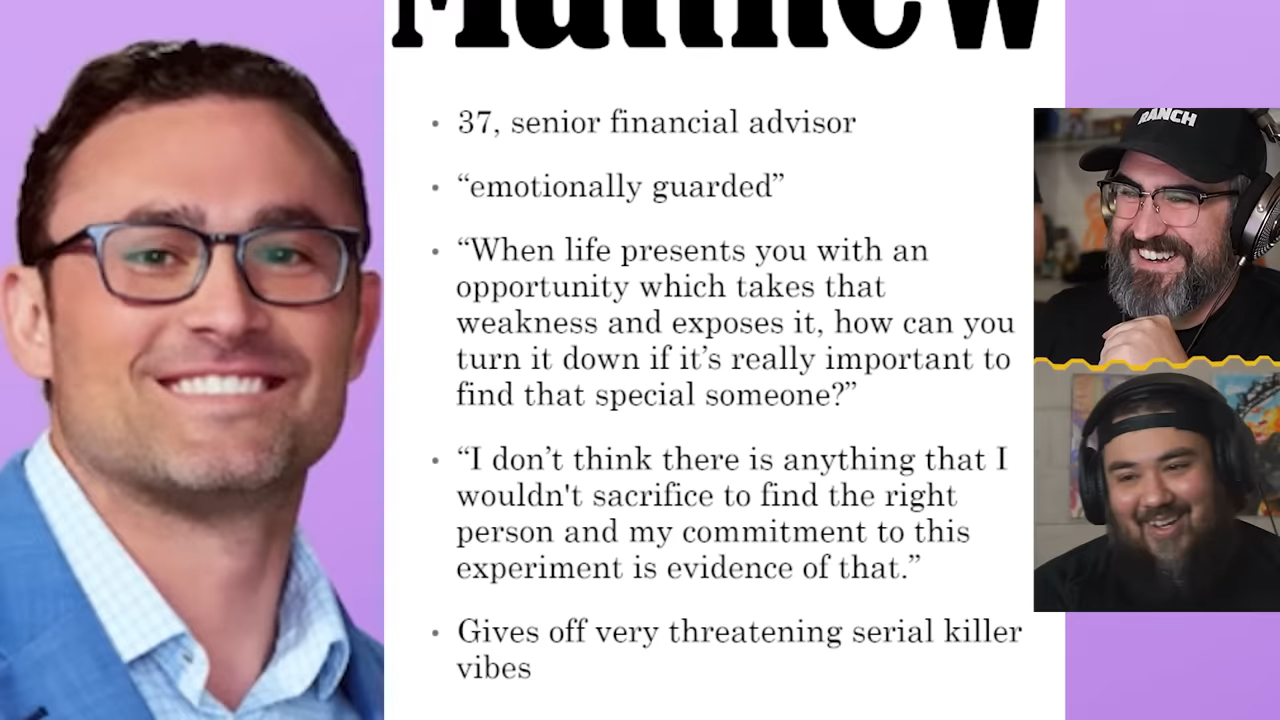 Matthew
• 37, senior financial advisor
• “emotionally guarded”
• “When life presents you with an
opportunity which takes that
weakness and exposes it, how can you
turn it down if it’s really important to
find that special someone?”
• “I don’t think there is anything that I
wouldn't sacrifice to find the right
person and my commitment to this
experiment is evidence of that.”
• Gives off very threatening serial killer
vibes
RANCH